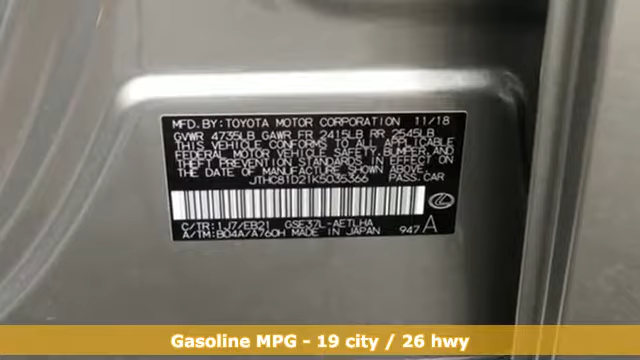 MFD.BY:TOYOTA MOTOR CORPORATION 11/18
GVWR 4735LB GAWR FR 2415LB RR 2545LB
THIS VEHICLE CONFORMS TO ALL APPLICABLE
FEDERAL MOTOR VEHICLE SAFETY, BUMPER, AND
THEFT PREVENTION STANDARDS IN EFFECT ON
THE DATE OF MANUFACTURE SHOWN ABOVE.
JTHC81D21K5035366 PASS.CAR
C/TR:1J7/EB21 GSE37L-AETLHA
A/TM:B04A/A760H MADE IN JAPAN 947 A
Gasoline MPG - 19 city / 26 hwy